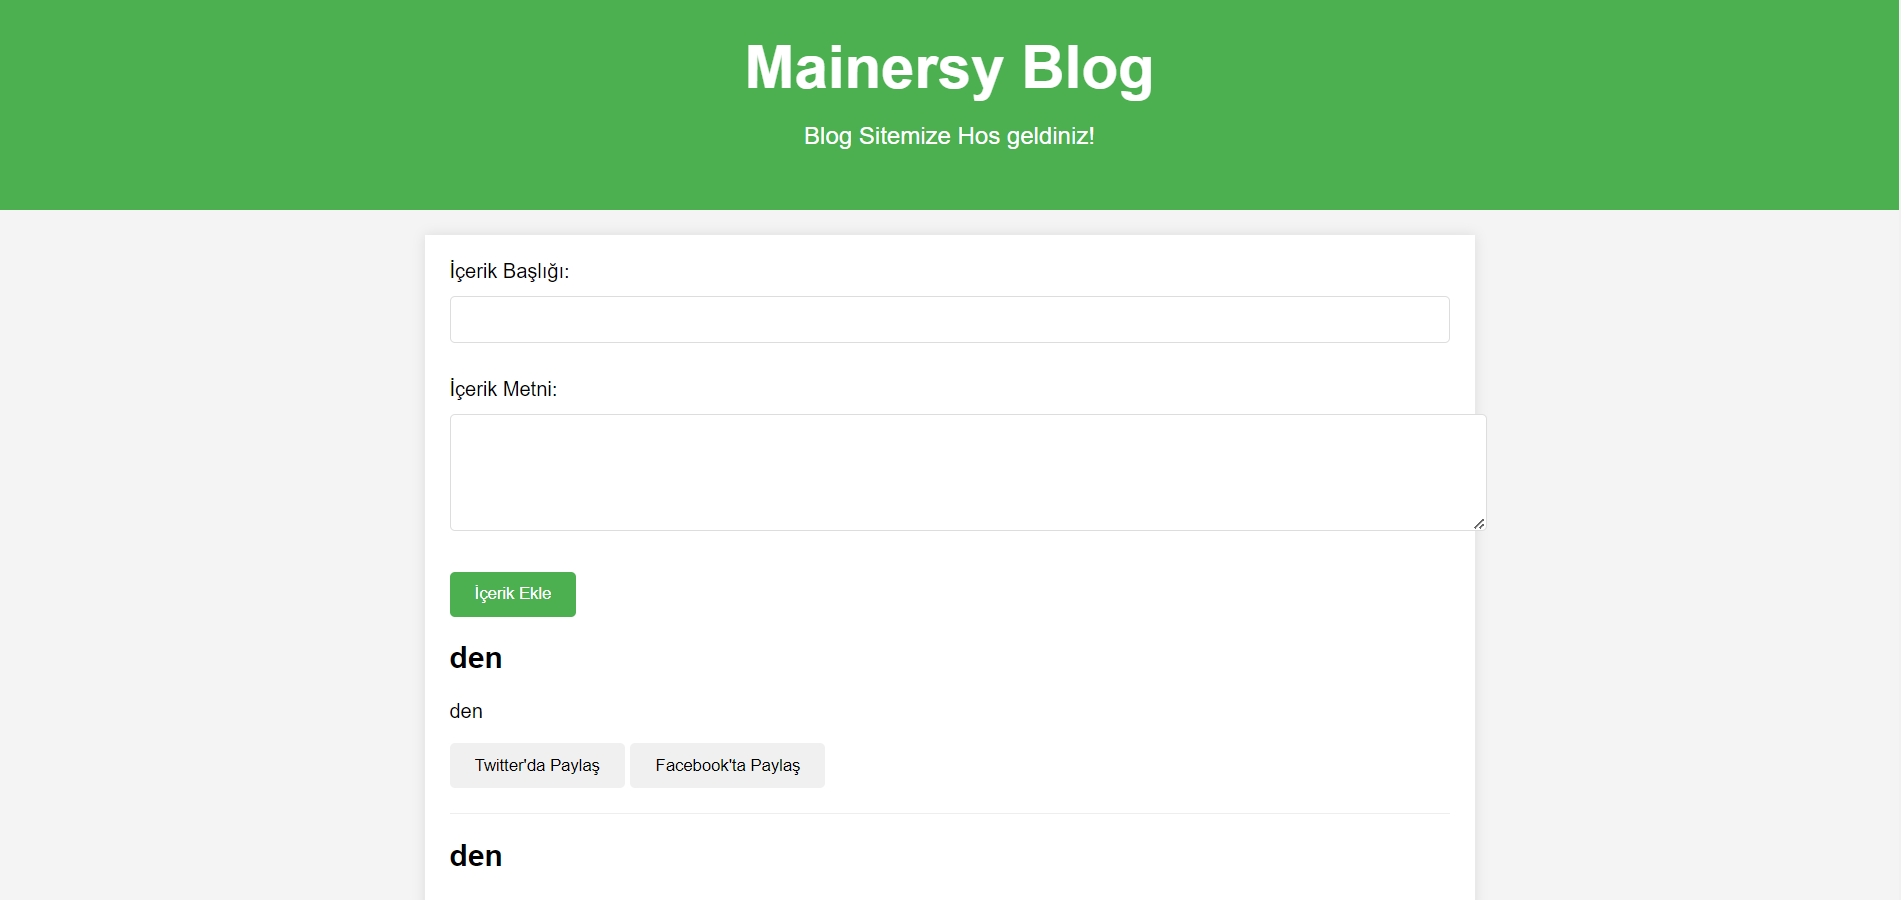 Mainersy Blog
Blog Sitemize Hos geldiniz!
İçerik Başlığı:
İçerik Metni:
İçerik Ekle
den
den
Twitter'da Paylaş Facebook'ta Paylaş
den